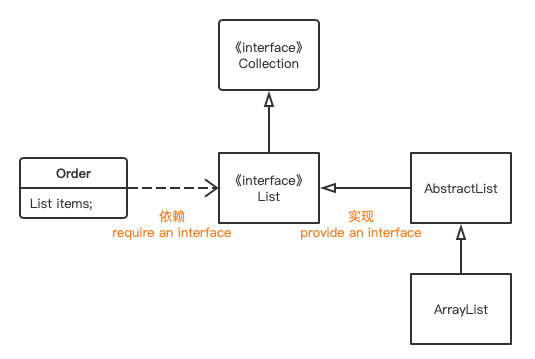 《interface》
Collection
Order
List items;
《interface》
List
AbstractList
依赖
require an interface
实现
provide an interface
ArrayList